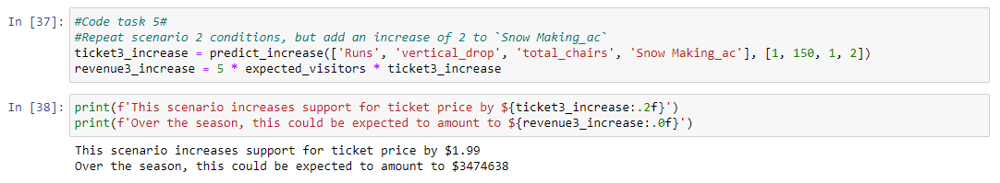 In [37]: #Code task 5#
#Repeat scenario 2 conditions, but add an increase of 2 to `Snow Making_ac`
ticket3_increase = predict_increase(['Runs', 'vertical_drop', 'total_chairs', 'Snow Making_ac'], [1, 150, 1, 2])
revenue3_increase = 5 * expected_visitors * ticket3_increase
In [38]: print(f'This scenario increases support for ticket price by ${ticket3_increase:.2f}')
print(f'Over the season, this could be expected to amount to ${revenue3_increase:.0f}')
This scenario increases support for ticket price by $1.99
Over the season, this could be expected to amount to $3474638